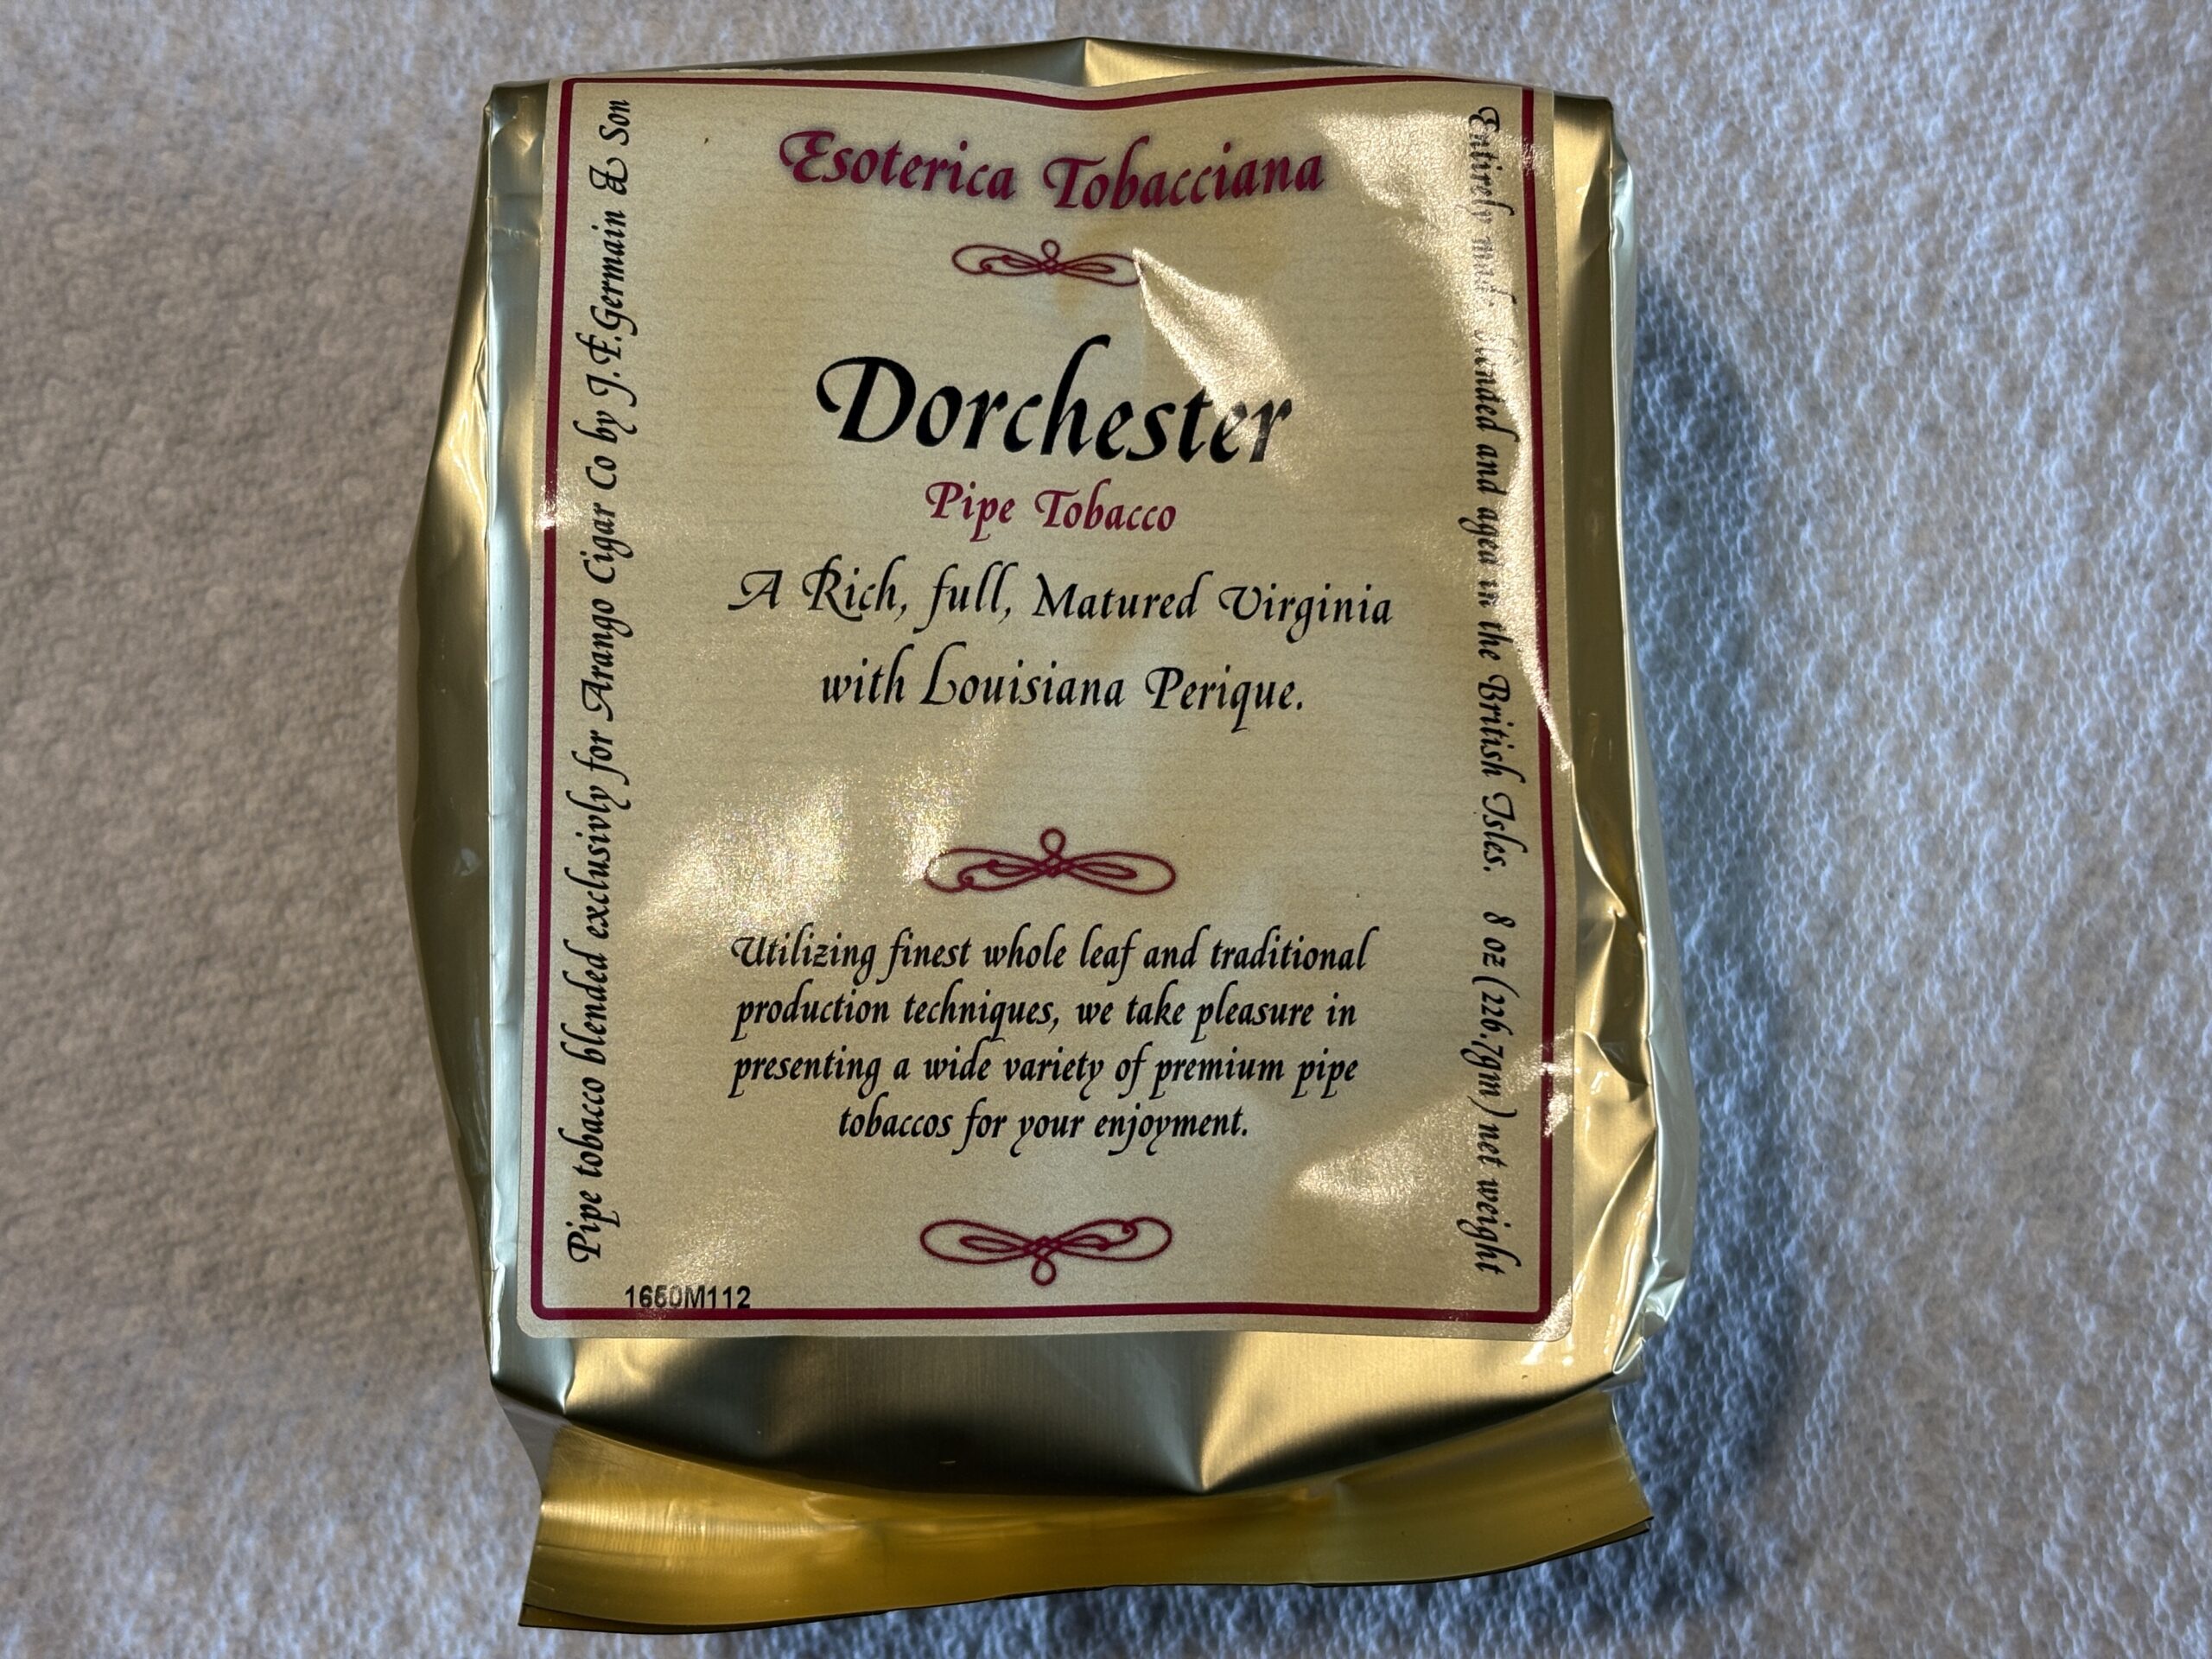 Esoterica Tobacciana
Dorchester
Pipe Tobacco
A Rich, full, Matured Virginia
with Louisiana Perique.
Utilizing finest whole leaf and traditional
production techniques, we take pleasure in
presenting a wide variety of premium pipe
tobaccos for your enjoyment.
Pipe tobacco blended exclusivly for Arango Cigar Co by J.F.Germain & Son
Entirely made, blended and aged in the British Isles. 8 oz (226.7gm) net weight
1650M112